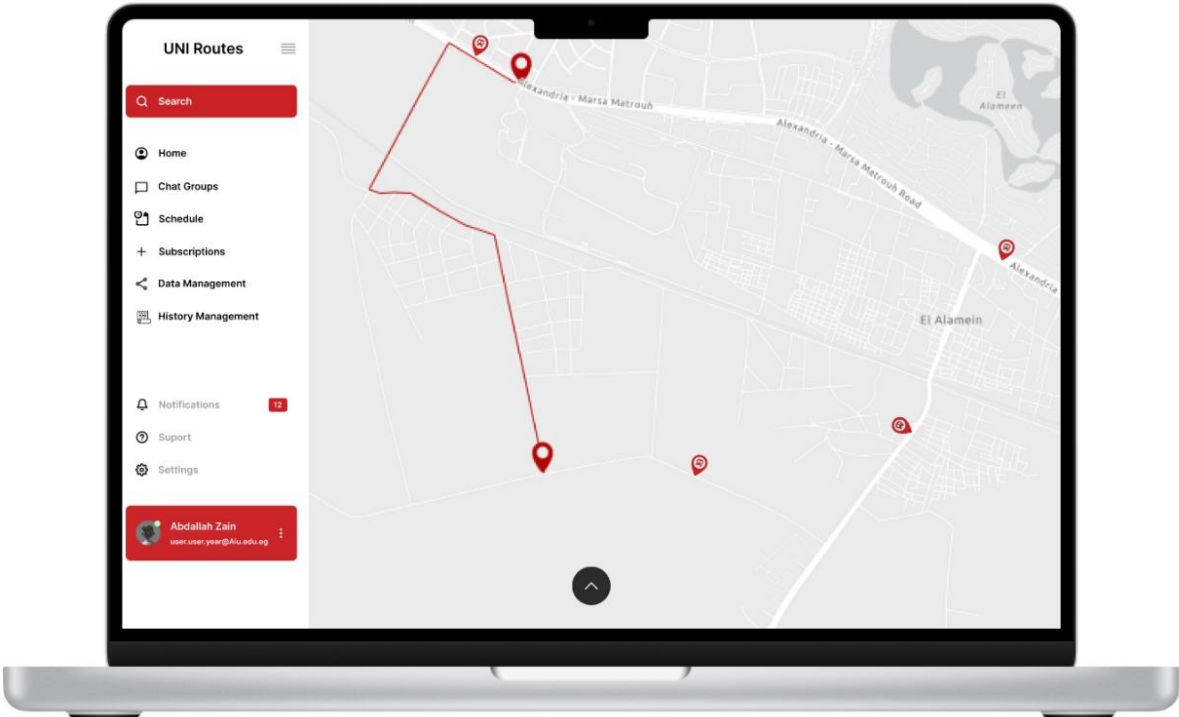 UNI Routes
Search
Home
Chat Groups
Schedule
Subscriptions
Data Management
History Management
Notifications
12
Suport
Settings
Abdallah Zain
user.user.year@Aiu.edu.eg
Alexandria - Marsa Matrouh
El
Alameen
Alexandria - Marsa Matrouh Road
Alexandria
El Alamein